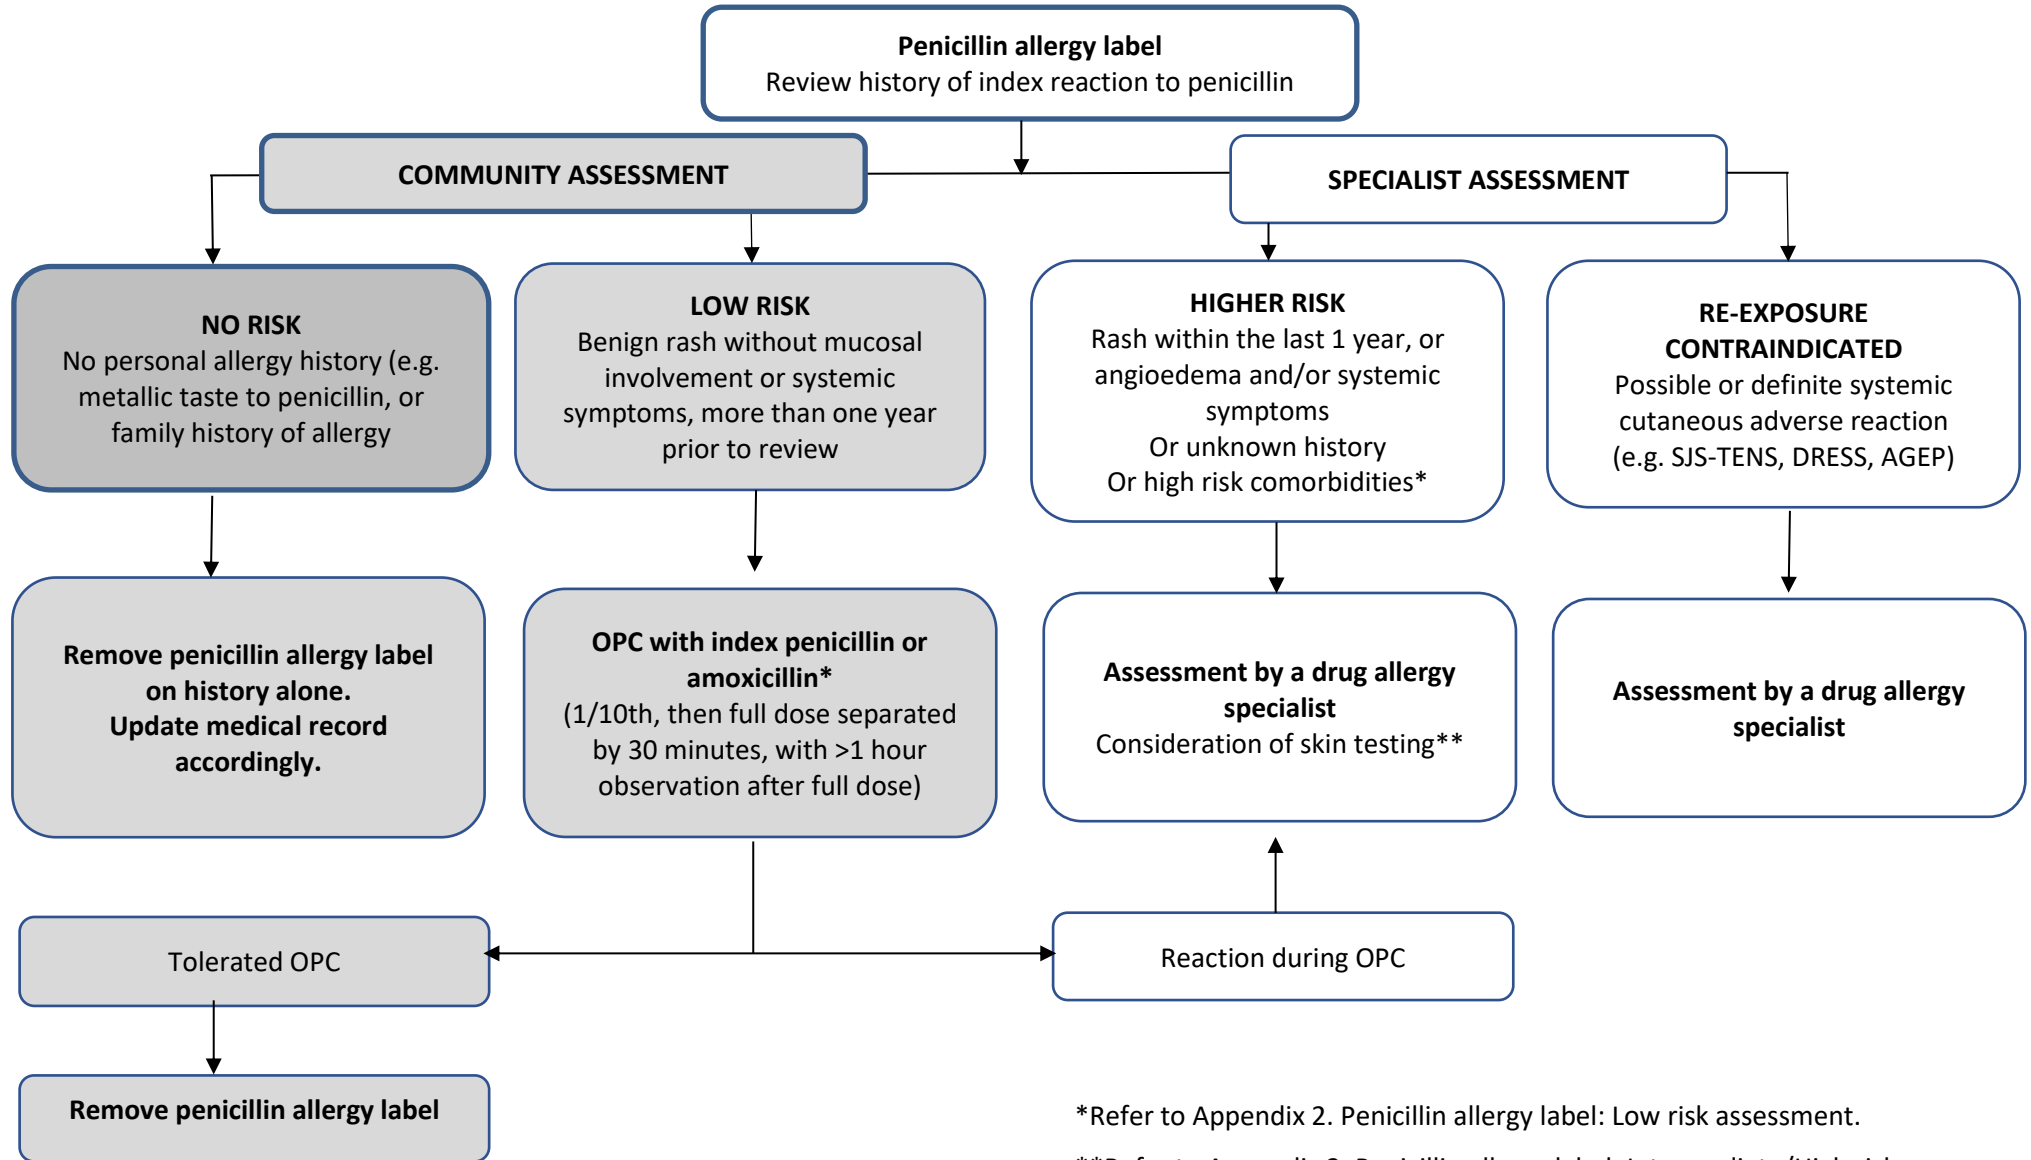 Penicillin allergy label
Review history of index reaction to penicillin
COMMUNITY ASSESSMENT
SPECIALIST ASSESSMENT
NO RISK
No personal allergy history (e.g.
metallic taste to penicillin, or
family history of allergy
LOW RISK
Benign rash without mucosal
involvement or systemic
symptoms, more than one year
prior to review
HIGHER RISK
Rash within the last 1 year, or
angioedema and/or systemic
symptoms
Or unknown history
Or high risk comorbidities*
RE-EXPOSURE
CONTRAINDICATED
Possible or definite systemic
cutaneous adverse reaction
(e.g. SJS-TENS, DRESS, AGEP)
Remove penicillin allergy label
on history alone.
Update medical record
accordingly.
OPC with index penicillin or
amoxicillin*
(1/10th, then full dose separated
by 30 minutes, with >1 hour
observation after full dose)
Assessment by a drug allergy
specialist
Consideration of skin testing**
Assessment by a drug allergy
specialist
Tolerated OPC
Reaction during OPC
Remove penicillin allergy label
*Refer to Appendix 2. Penicillin allergy label: Low risk assessment.